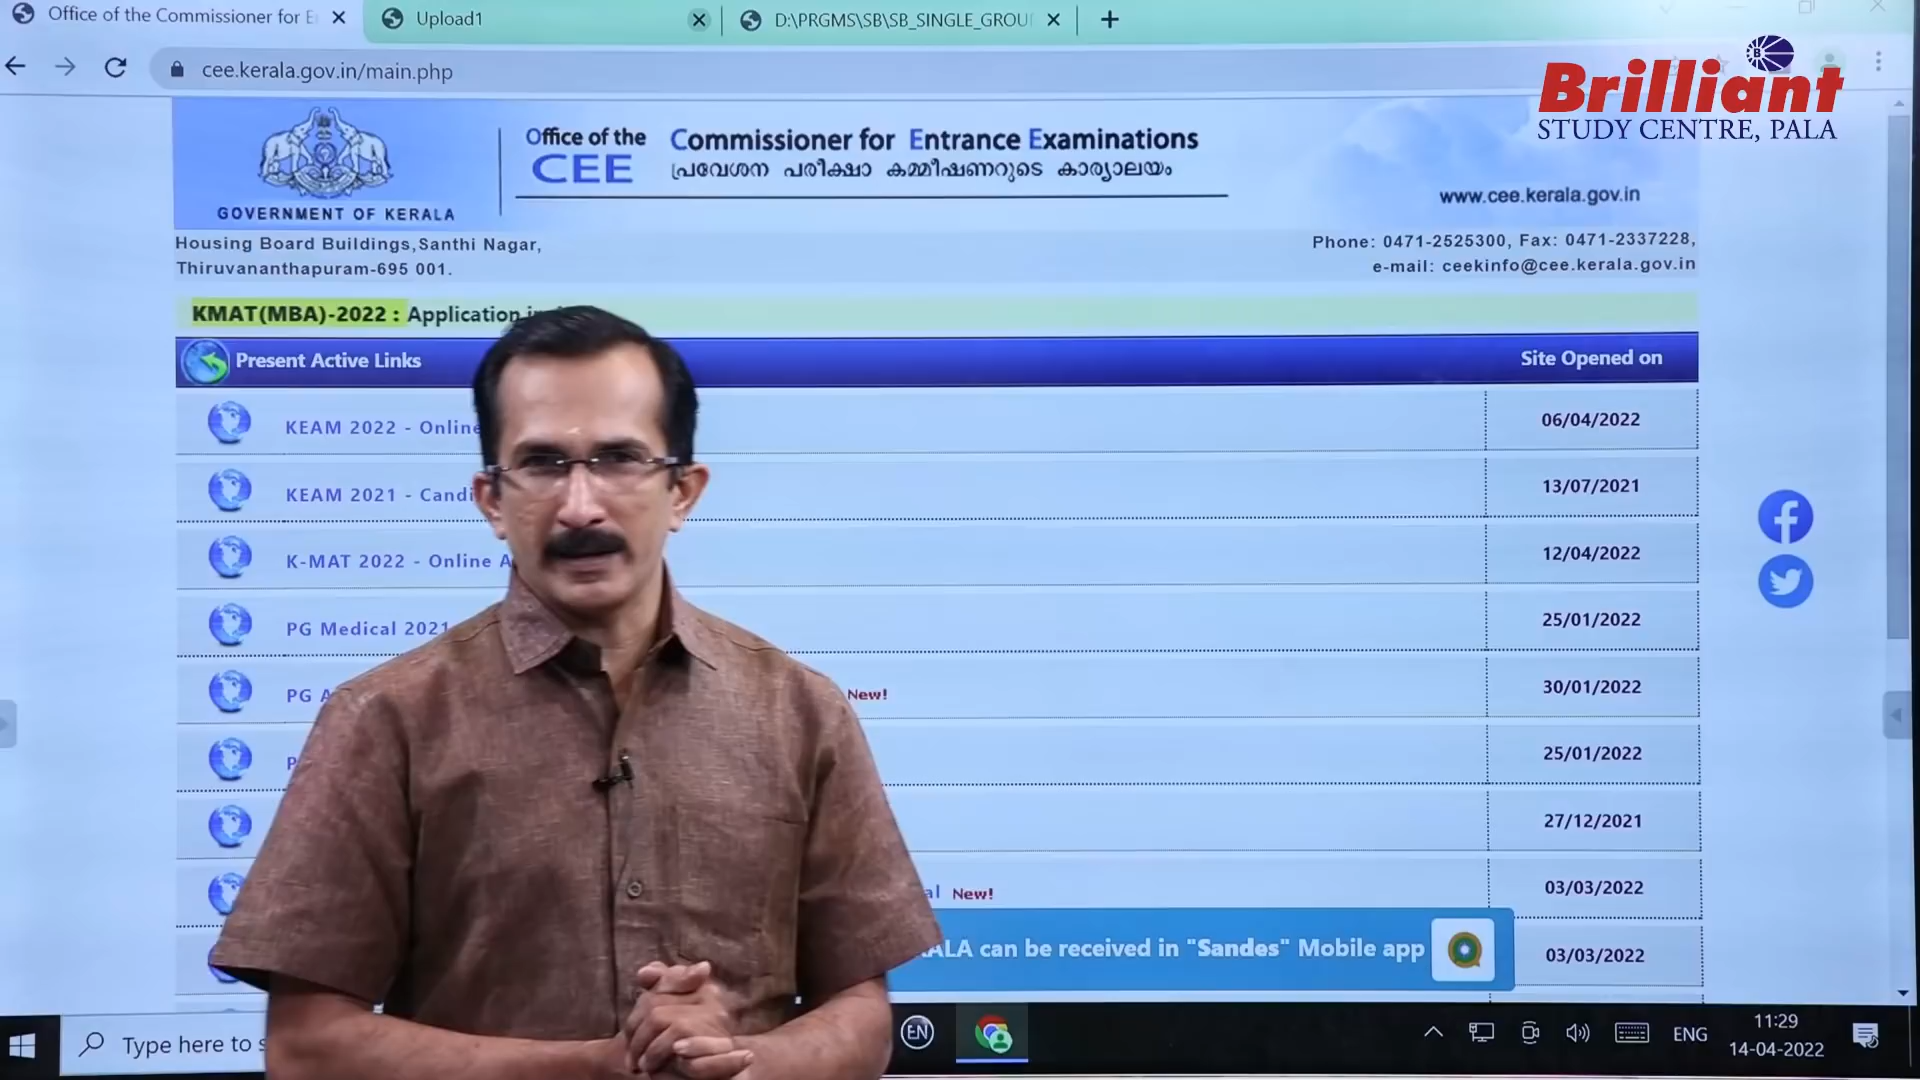 Office of the Commissioner for E
Upload1
D:\PRGMS\SB\SB_SINGLE_GROU
cee.kerala.gov.in/main.php
Brilliant
STUDY CENTRE, PALA
GOVERNMENT OF KERALA
Office of the
CEE
Commissioner for Entrance Examinations
പ്രവേശന പരീക്ഷാ കമ്മീഷണറുടെ കാര്യാലയം
www.cee.kerala.gov.in
Housing Board Buildings,Santhi Nagar,
Thiruvananthapuram-695 001.
Phone: 0471-2525300, Fax: 0471-2337228,
e-mail: ceekinfo@cee.kerala.gov.in
KMAT(MBA)-2022 : Application
Present Active Links
Site Opened on
KEAM 2022 - Online
06/04/2022
KEAM 2021 - Candi
13/07/2021
K-MAT 2022 - Online A
12/04/2022
PG Medical 2021
25/01/2022
PG A
New!
30/01/2022
P
25/01/2022
27/12/2021
al New!
03/03/2022
ALA can be received in "Sandes" Mobile app
03/03/2022
Type here to s
EN
ENG
11:29
14-04-2022